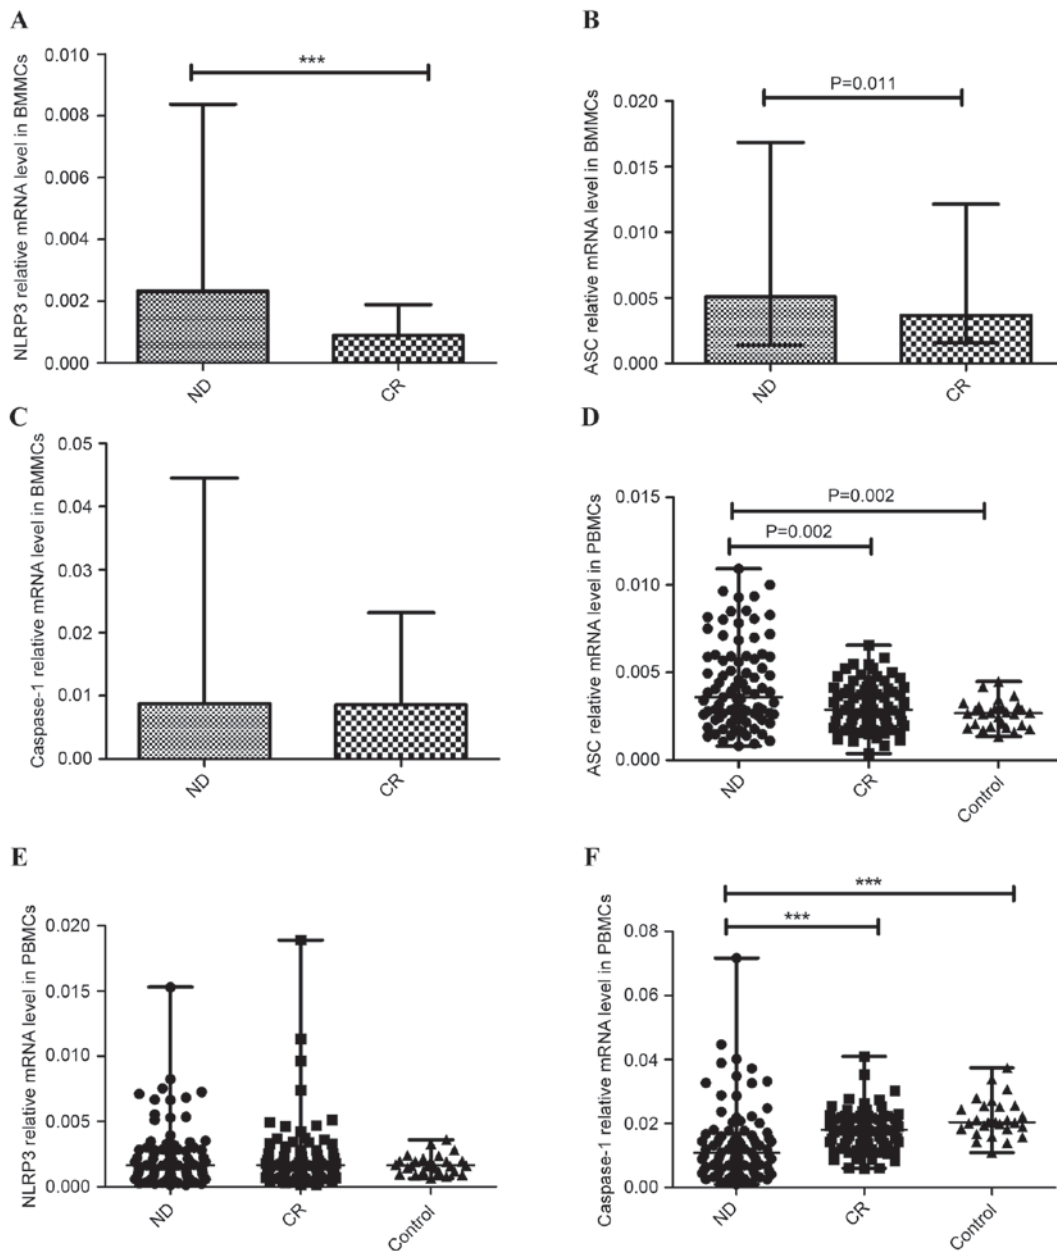 A
NLRP3 relative mRNA level in BMMCs
0.010
0.008
0.006
0.004
0.002
0.000
***
ND
CR
B
ASC relative mRNA level in BMMCs
0.020
0.015
0.010
0.005
0.000
P=0.011
ND
CR
C
Caspase-1 relative mRNA level in BMMCs
0.05
0.04
0.03
0.02
0.01
0.00
ND
CR
D
ASC relative mRNA level in PBMCs
0.015
0.010
0.005
0.000
P=0.002
P=0.002
ND
CR
Control
E
NLRP3 relative mRNA level in PBMCs
0.020
0.015
0.010
0.005
0.000
ND
CR
Control
F
Caspase-1 relative mRNA level in PBMCs
0.08
0.06
0.04
0.02
0.00
***
***
ND
CR
Control